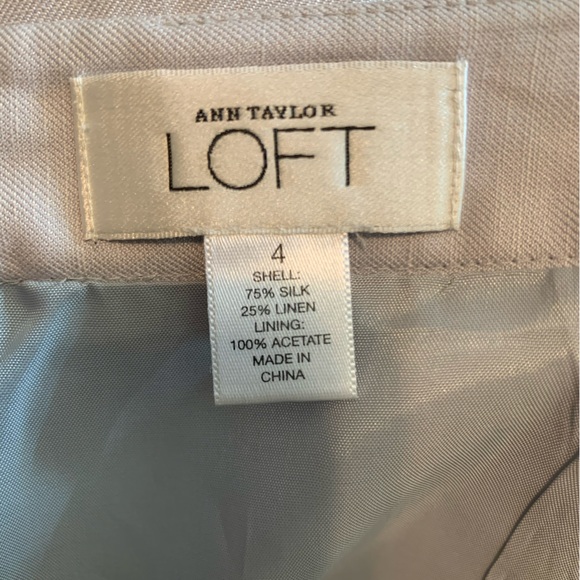 ANN TAYLOR
LOFT
4
SHELL:
75% SILK
25% LINEN
LINING:
100% ACETATE
MADE IN
CHINA